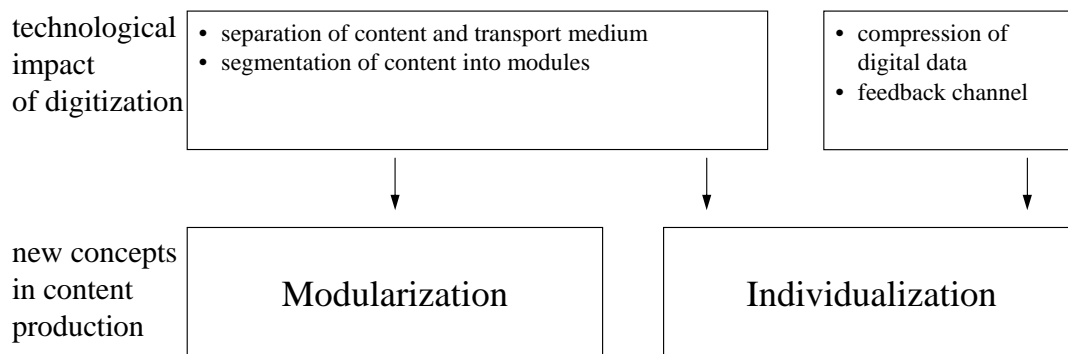 technological
impact
of digitization
• separation of content and transport medium
• segmentation of content into modules
• compression of
digital data
• feedback channel
new concepts
in content
production
Modularization
Individualization